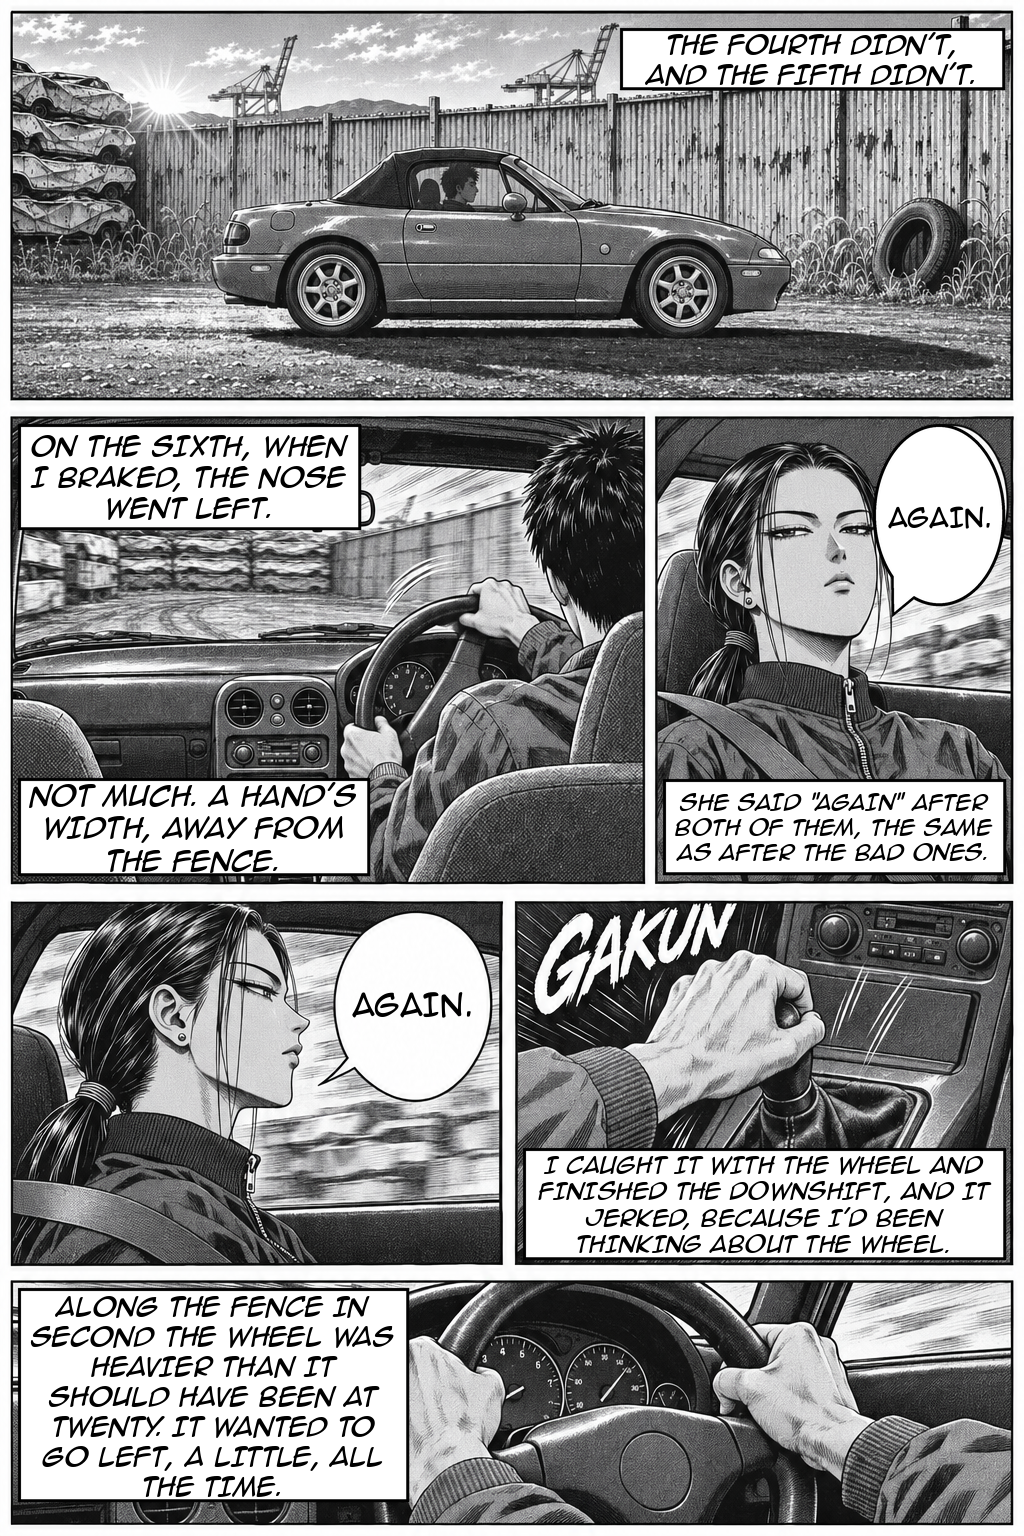 THE FOURTH DIDN'T,
AND THE FIFTH DIDN'T.
ON THE SIXTH, WHEN
I BRAKED, THE NOSE
WENT LEFT.
NOT MUCH. A HAND'S
WIDTH, AWAY FROM
THE FENCE.
AGAIN.
SHE SAID "AGAIN" AFTER
BOTH OF THEM, THE SAME
AS AFTER THE BAD ONES.
AGAIN.
GAKUN
I CAUGHT IT WITH THE WHEEL AND
FINISHED THE DOWNSHIFT, AND IT
JERKED, BECAUSE I'D BEEN
THINKING ABOUT THE WHEEL.
ALONG THE FENCE IN
SECOND THE WHEEL WAS
HEAVIER THAN IT
SHOULD HAVE BEEN AT
TWENTY. IT WANTED TO
GO LEFT, A LITTLE, ALL
THE TIME.